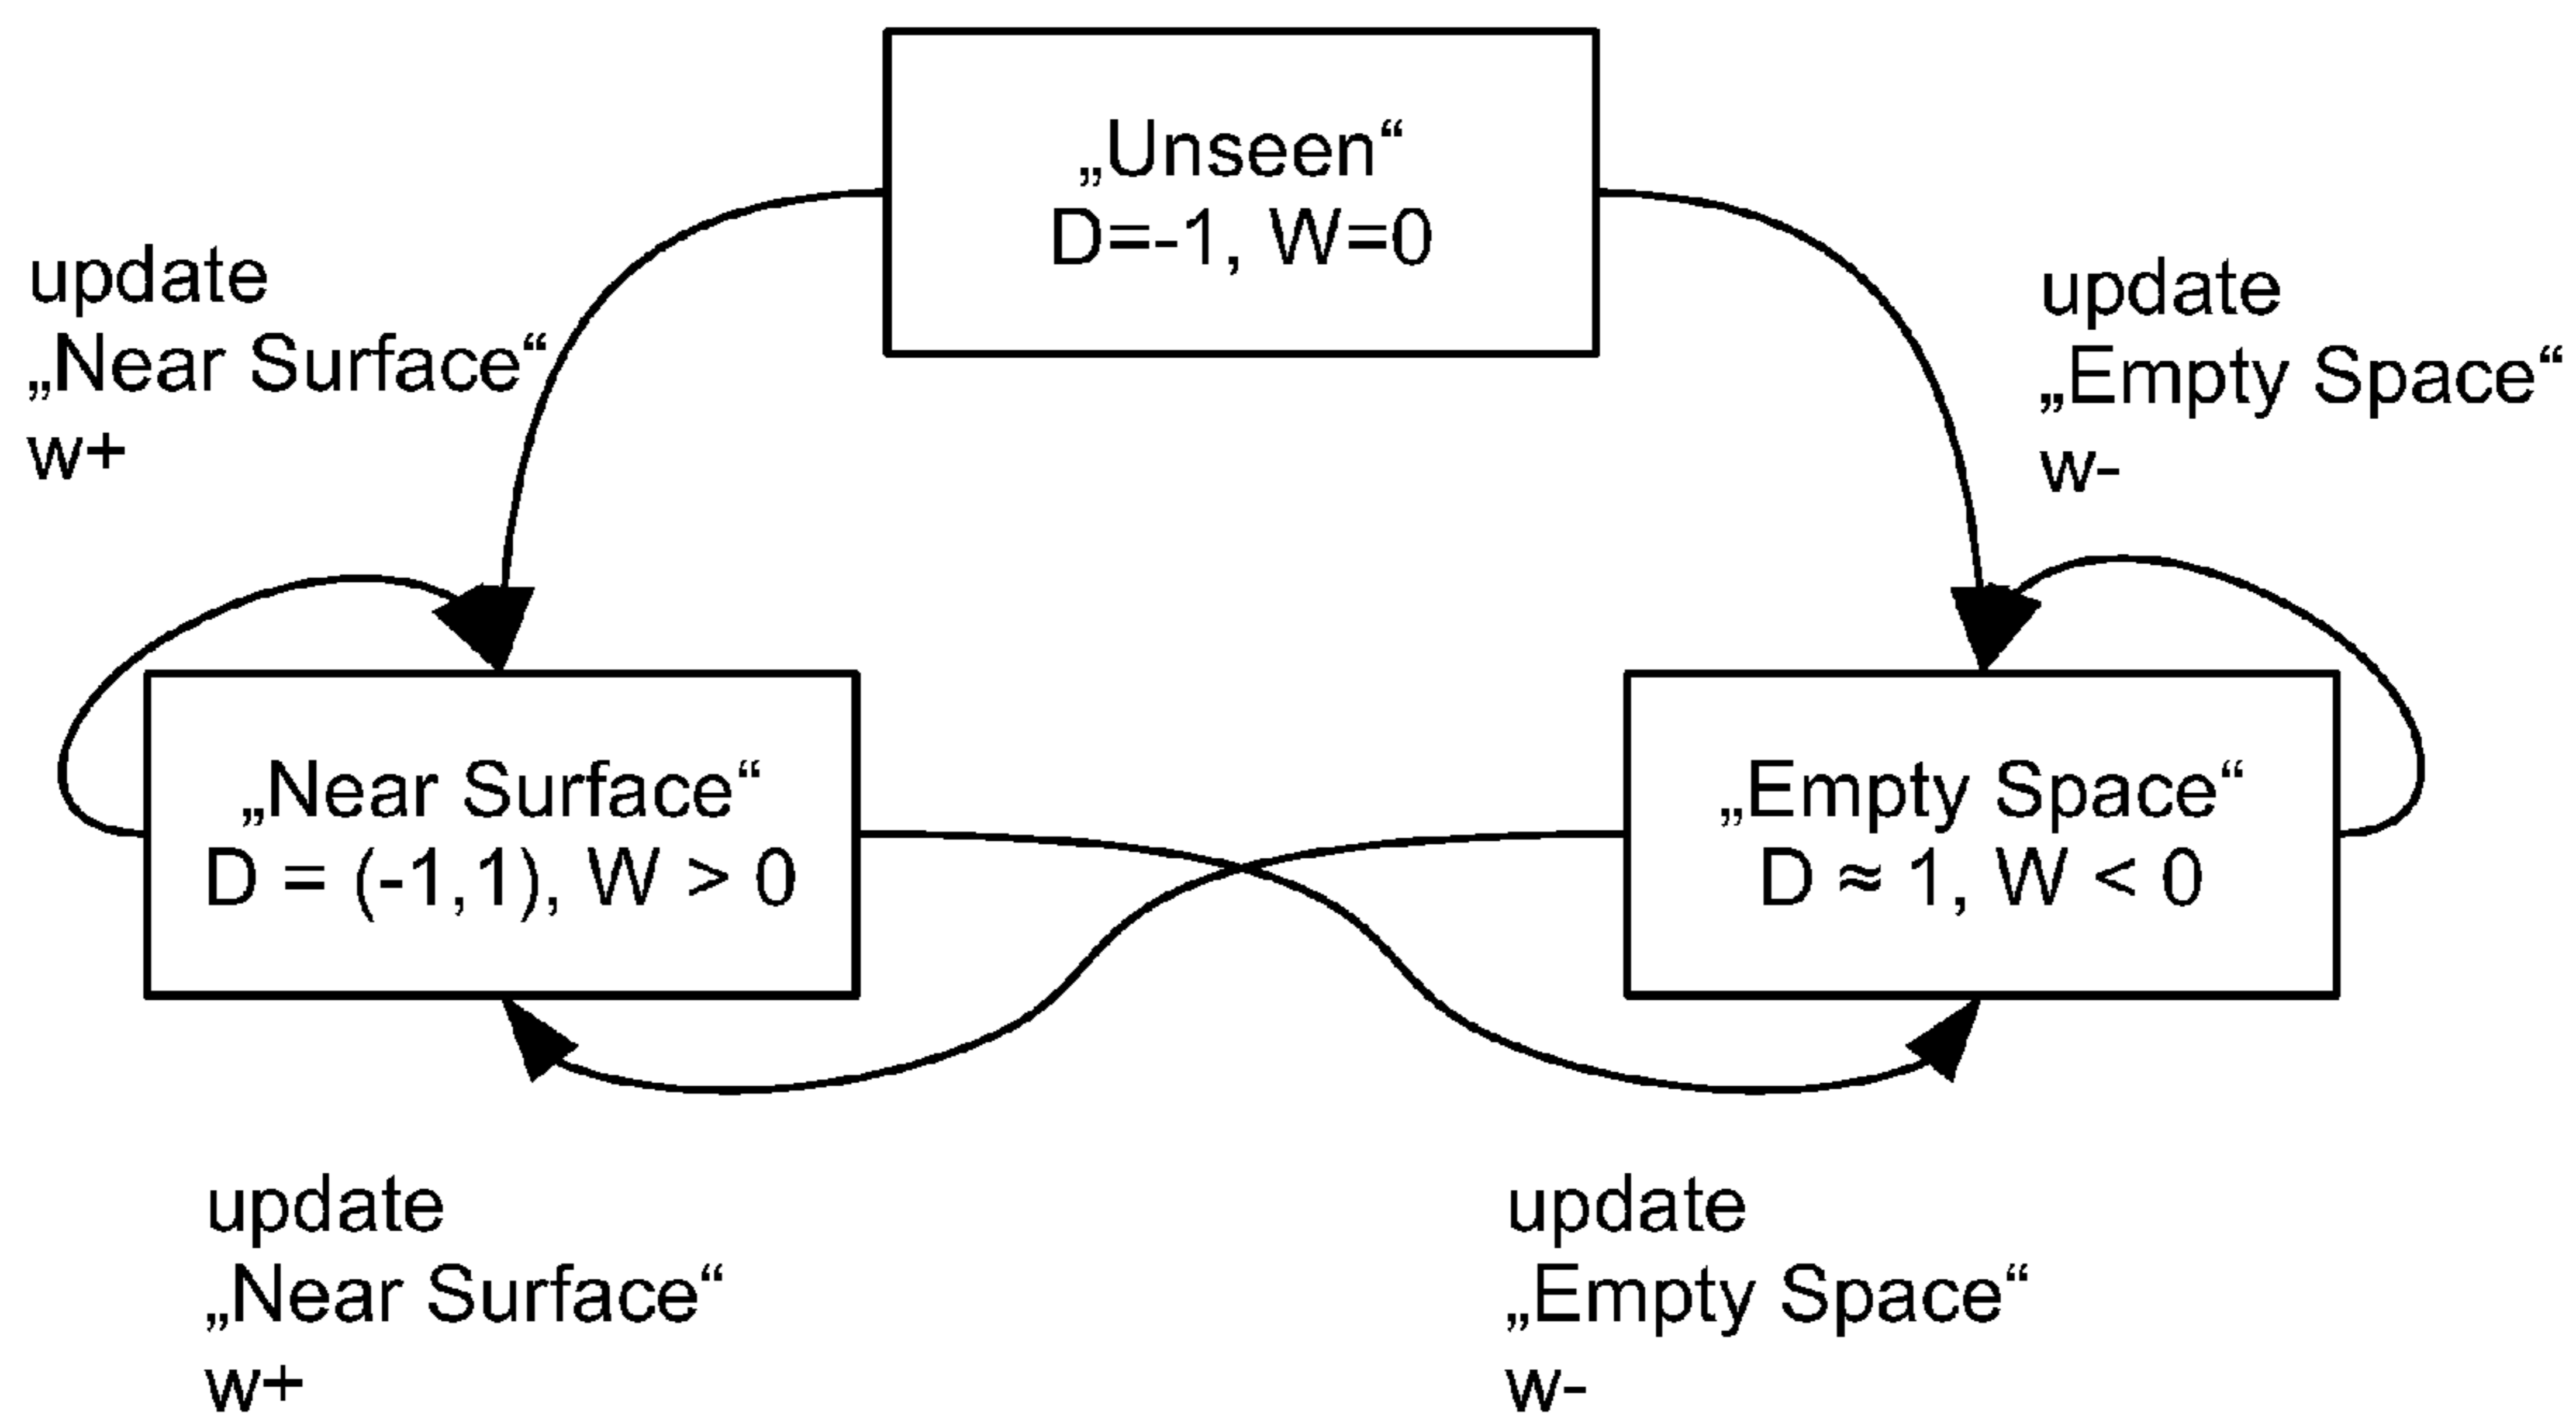 „Unseen“
D=-1, W=0
update
„Near Surface“
w+
update
„Empty Space“
w-
„Near Surface“
D = (-1,1), W > 0
„Empty Space“
D ≈ 1, W < 0
update
„Near Surface“
w+
update
„Empty Space“
w-